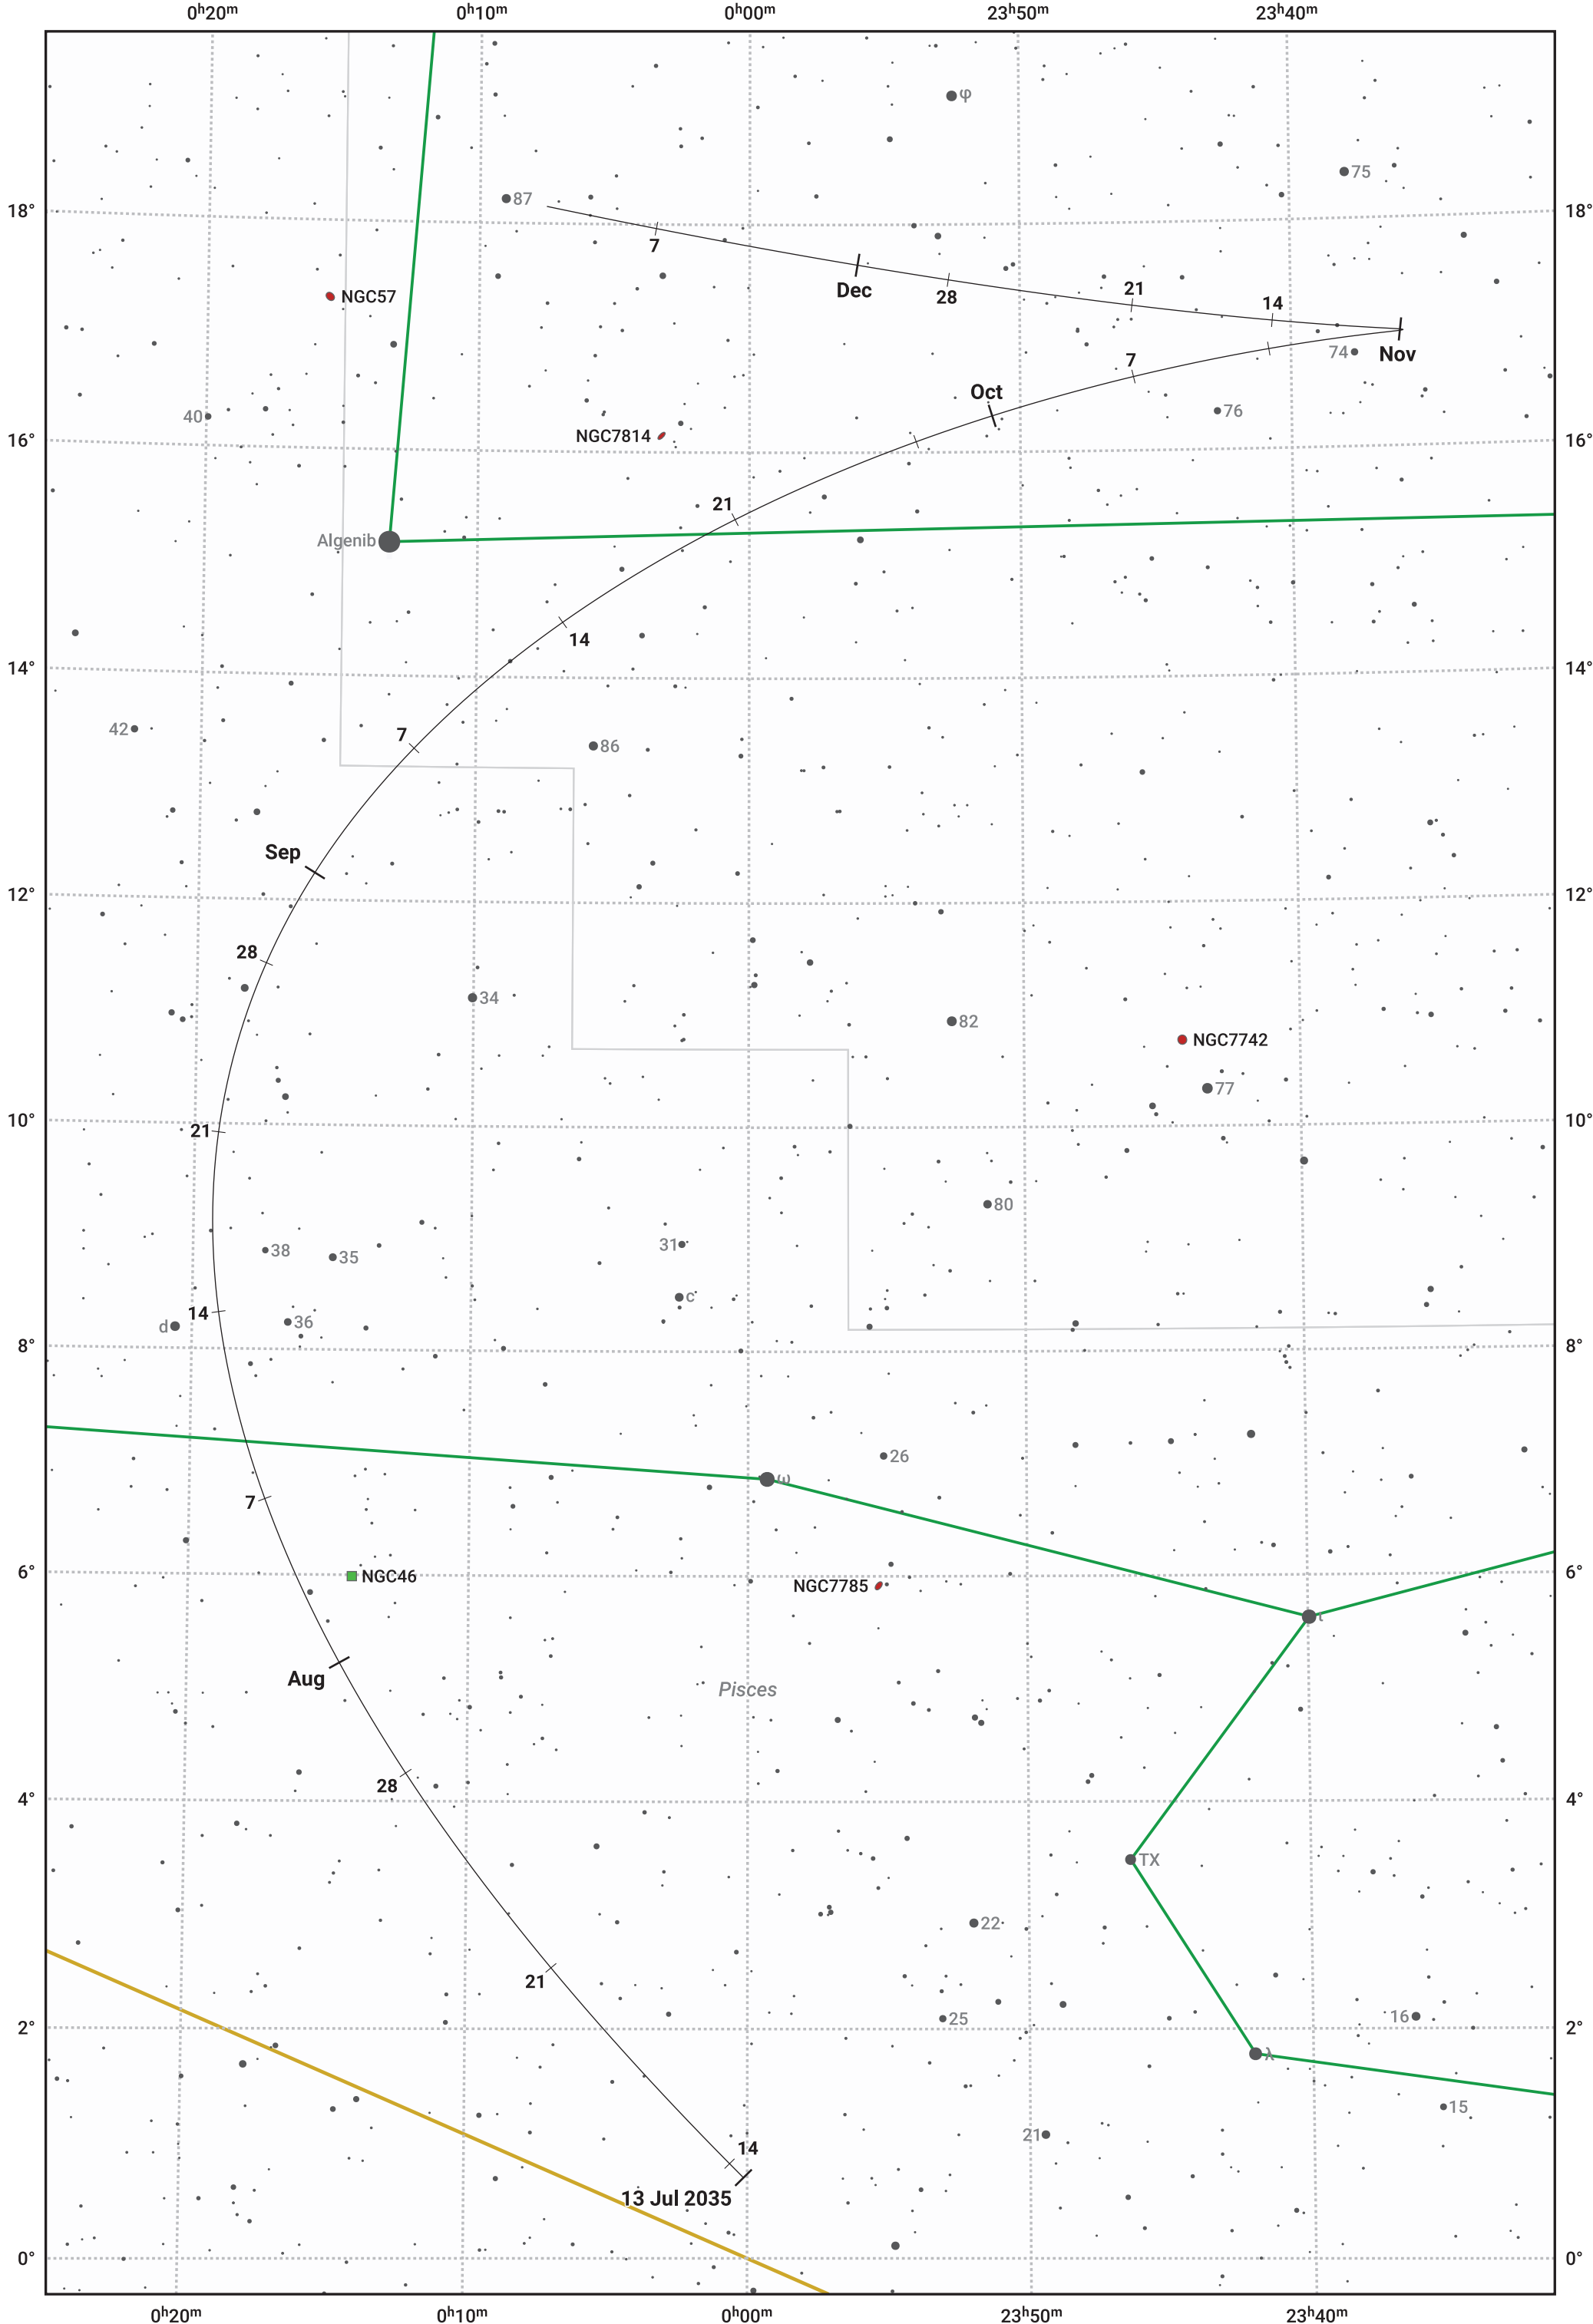 0ʰ20ᵐ 0ʰ10ᵐ 0ʰ00ᵐ 23ʰ50ᵐ 23ʰ40ᵐ
φ
75
87
18° 18°
7
Dec
28
21
14
NGC57
Nov
74
7
Oct
76
40
16° 16°
NGC7814
21
Algenib
14
14° 14°
42
7
86
Sep
12° 12°
28
34
82
NGC7742
77
10° 10°
21
80
31
38
35
c
14
36
d
8° 8°
26
ω
7
6° 6°
NGC46
NGC7785
ι
Aug
Pisces
28
4° 4°
TX
22
21
25
16
2° 2°
λ
15
21
14
13 Jul 2035
0° 0°
0ʰ20ᵐ 0ʰ10ᵐ 0ʰ00ᵐ 23ʰ50ᵐ 23ʰ40ᵐ